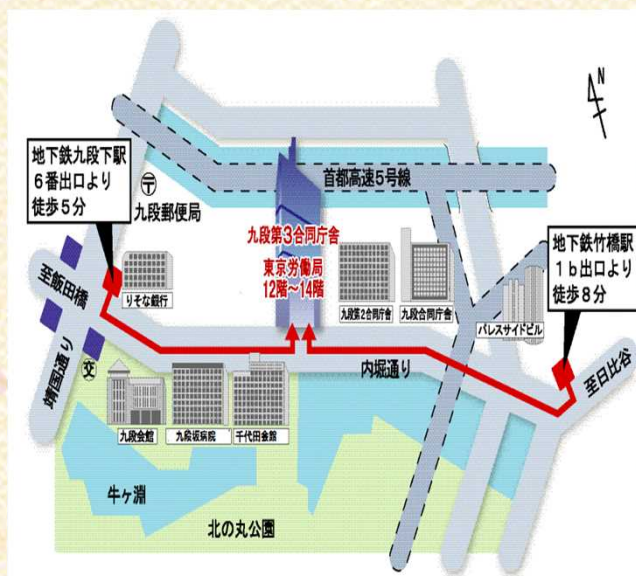 N
地下鉄九段下駅
6番出口より
徒歩5分
〒
九段郵便局
首都高速5号線
九段第3合同庁舎
東京労働局
12階~14階
地下鉄竹橋駅
1b出口より
徒歩8分
至飯田橋
りそな銀行
九段第2合同庁舎
九段合同庁舎
パレスサイドビル
靖国通り
交
内堀通り
至日比谷
九段会館
九段坂病院
千代田会館
牛ヶ淵
北の丸公園